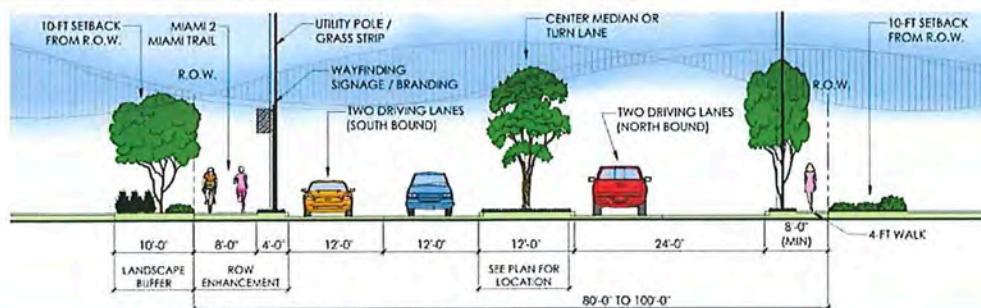 10-FT SETBACK
FROM R.O.W.
MIAMI 2
MIAMI TRAIL
R.O.W.
UTILITY POLE /
GRASS STRIP
WAYFINDING
SIGNAGE / BRANDING
TWO DRIVING LANES
(SOUTH BOUND)
CENTER MEDIAN OR
TURN LANE
TWO DRIVING LANES
(NORTH BOUND)
10-FT SETBACK
FROM R.O.W.
R.O.W.
10'-0"
8'-0"
4'-0"
12'-0"
12'-0"
12'-0"
24'-0"
8'-0"
(MIN)
4-FT WALK
LANDSCAPE
BUFFER
ROW
ENHANCEMENT
SEE PLAN FOR
LOCATION
80'-0" TO 100'-0"